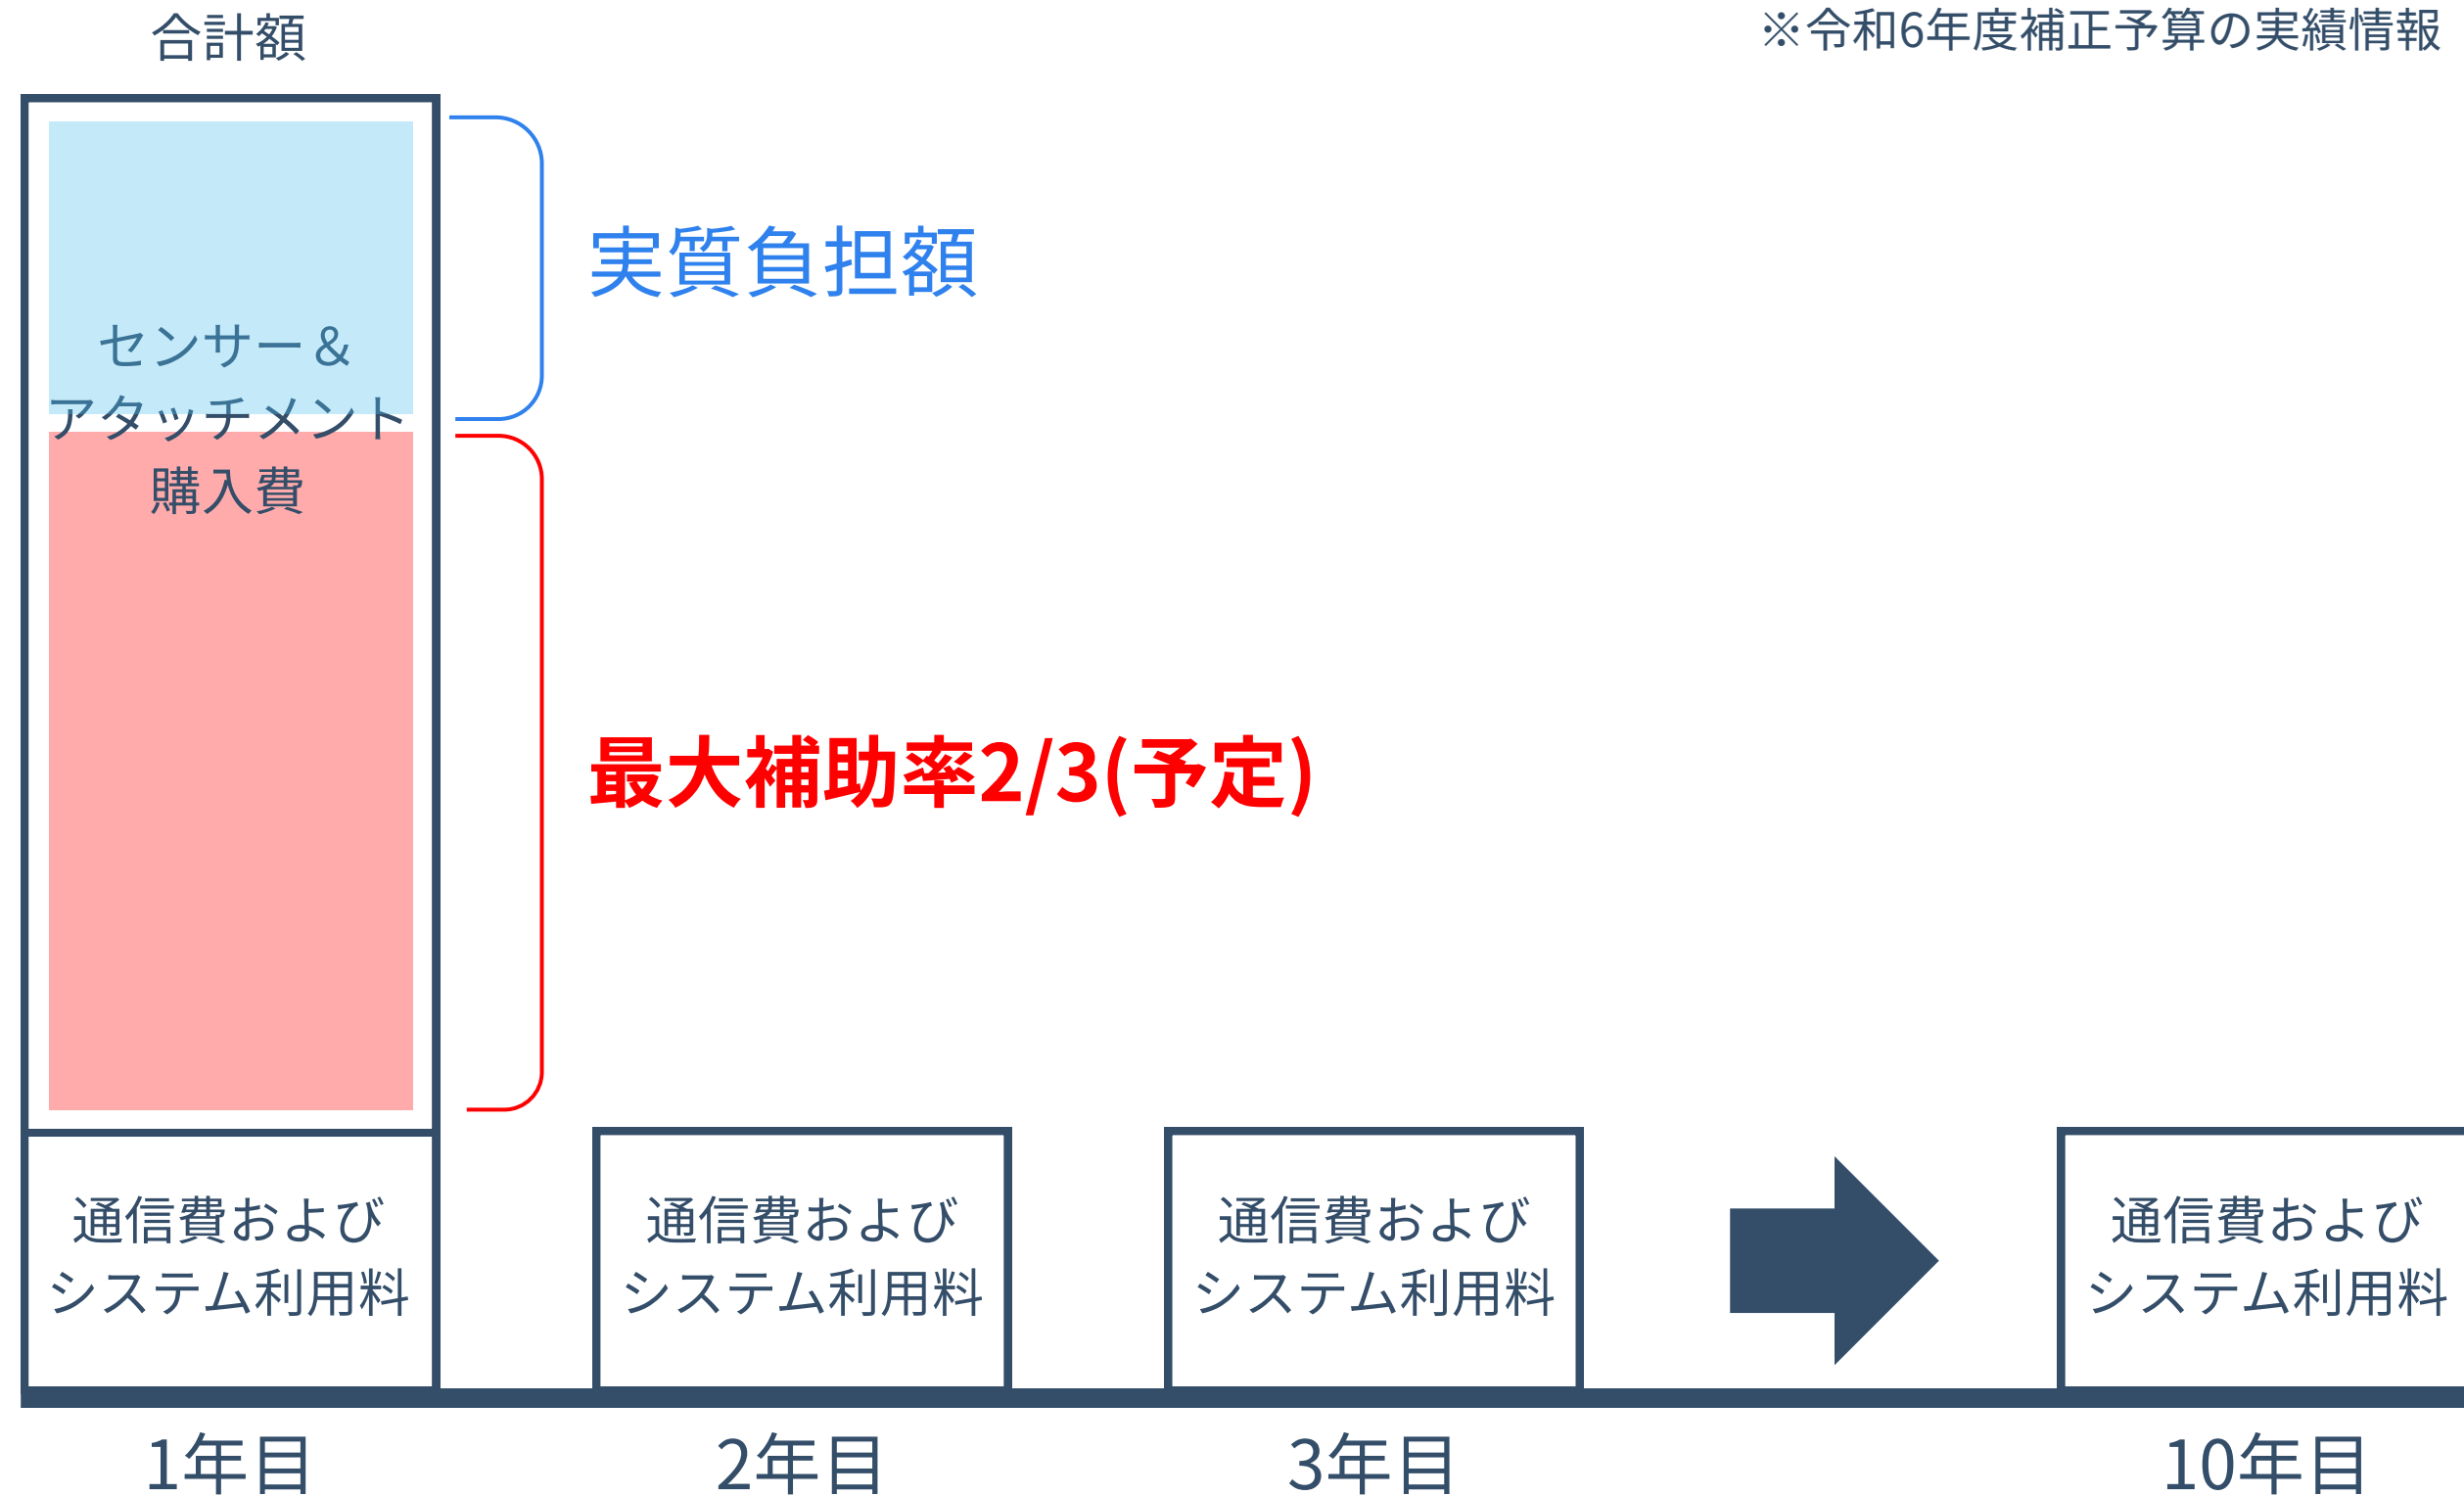 合計額
※令和6年度補正予算の実績情報
実質負担額
センサー &
アタッチメント
購入費
最大補助率2/3(予定)
通信費および
システム利用料
通信費および
システム利用料
通信費および
システム利用料
通信費および
システム利用料
1年目
2年目
3年目
10年目